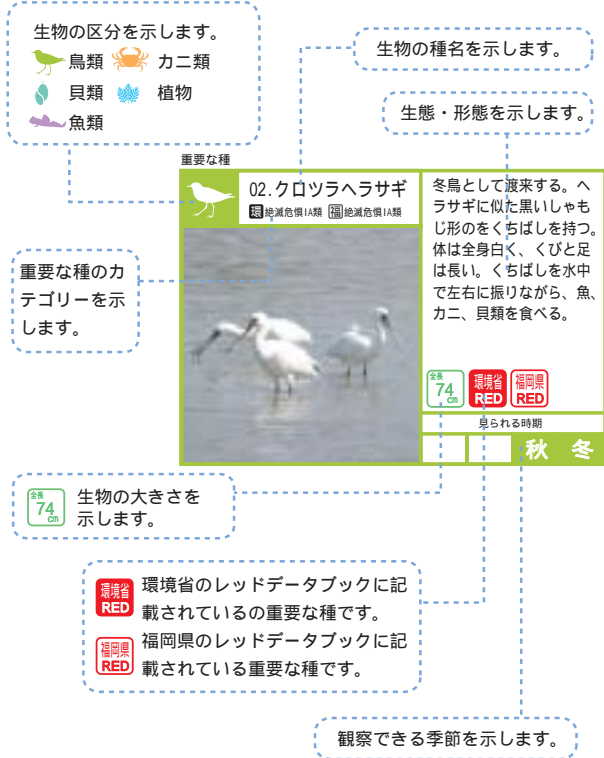 生物の区分を示します。
鳥類 カニ類
貝類 植物
魚類
生物の種名を示します。
生態・形態を示します。
重要な種
02.クロツラヘラサギ
環 絶滅危惧IA類 福 絶滅危惧IA類
冬鳥として渡来する。ヘ
ラサギに似た黒いしゃも
じ形のをくちばしを持つ。
体は全身白く、くびと足
は長い。くちばしを水中
で左右に振りながら、魚、
カニ、貝類を食べる。
重要な種のカ
テゴリーを示
します。
全長
74
cm
環境省
RED
福岡県
RED
見られる時期
秋 冬
全長
74
cm
生物の大きさを
示します。
環境省
RED
環境省のレッドデータブックに記
載されているの重要な種です。
福岡県
RED
福岡県のレッドデータブックに記
載されている重要な種です。
観察できる季節を示します。